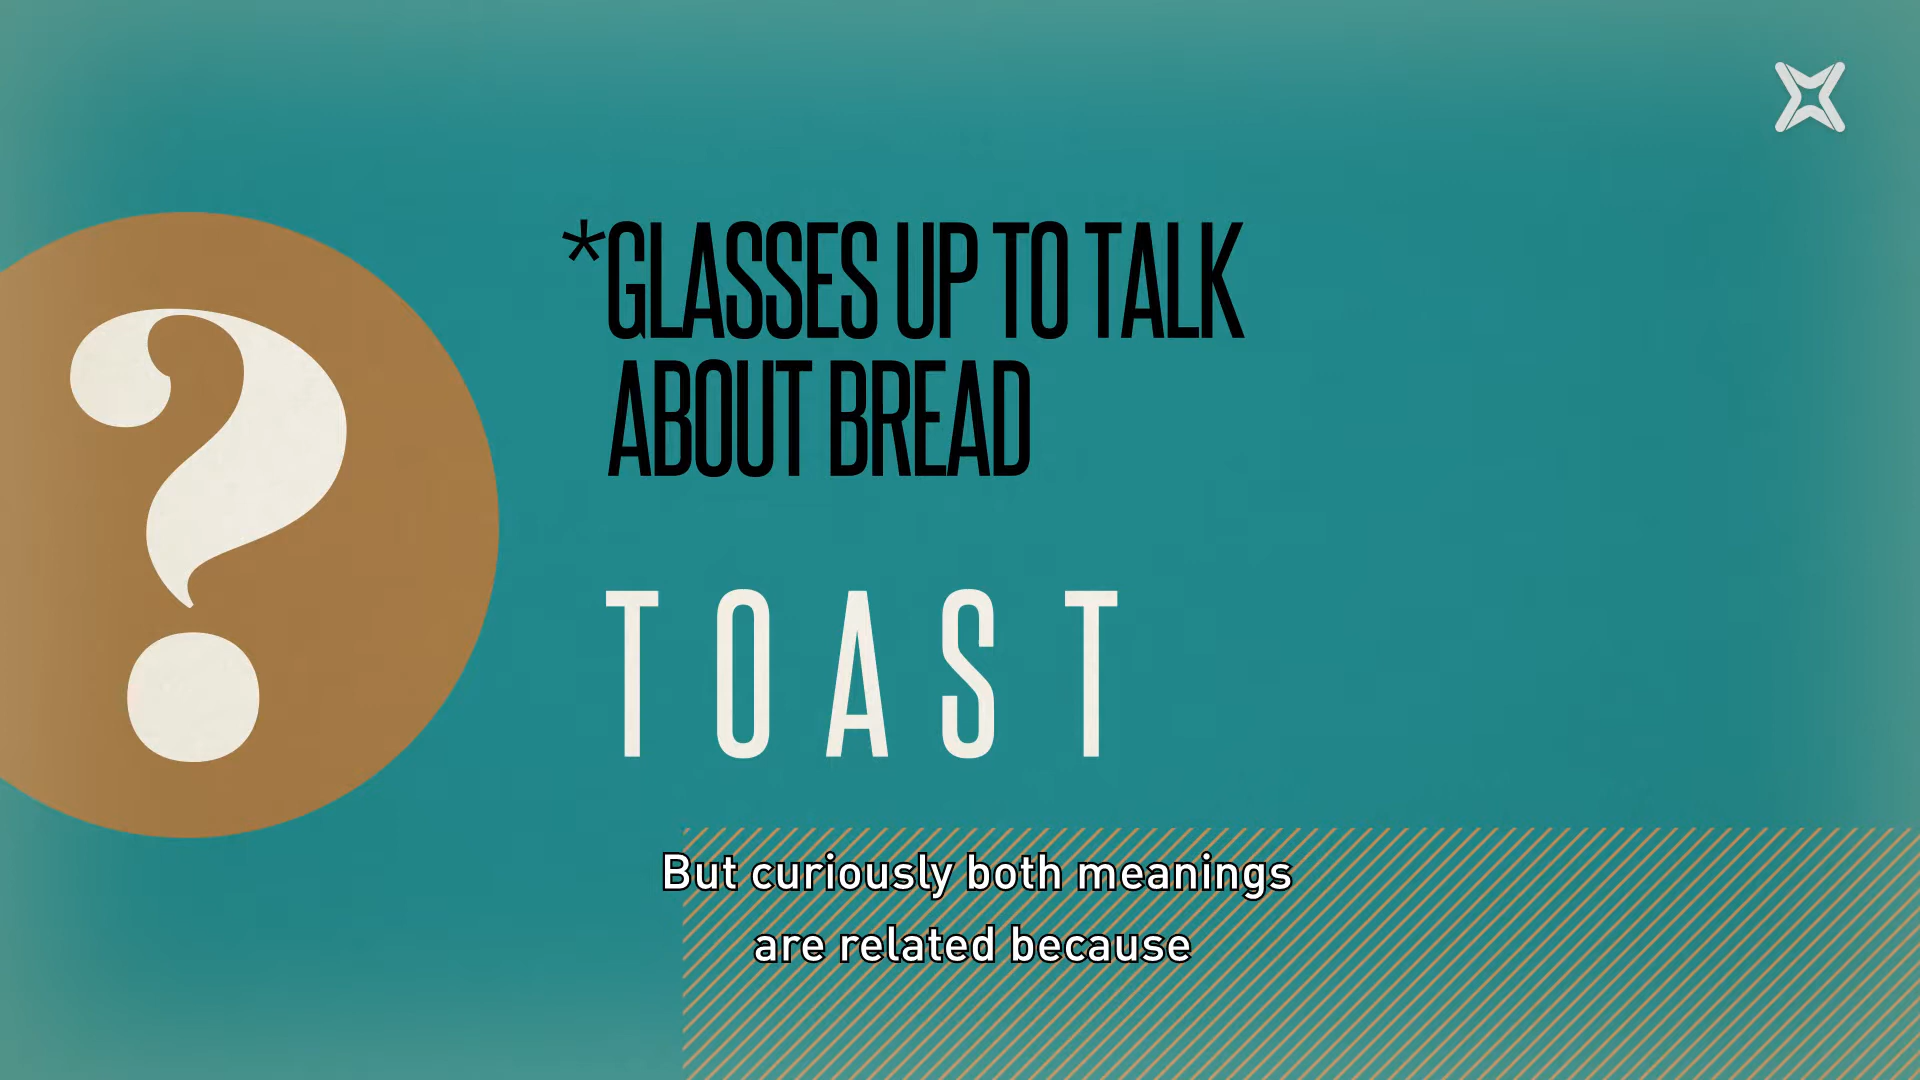 *GLASSES UP TO TALK
ABOUT BREAD
?
TOAST
But curiously both meanings
are related because